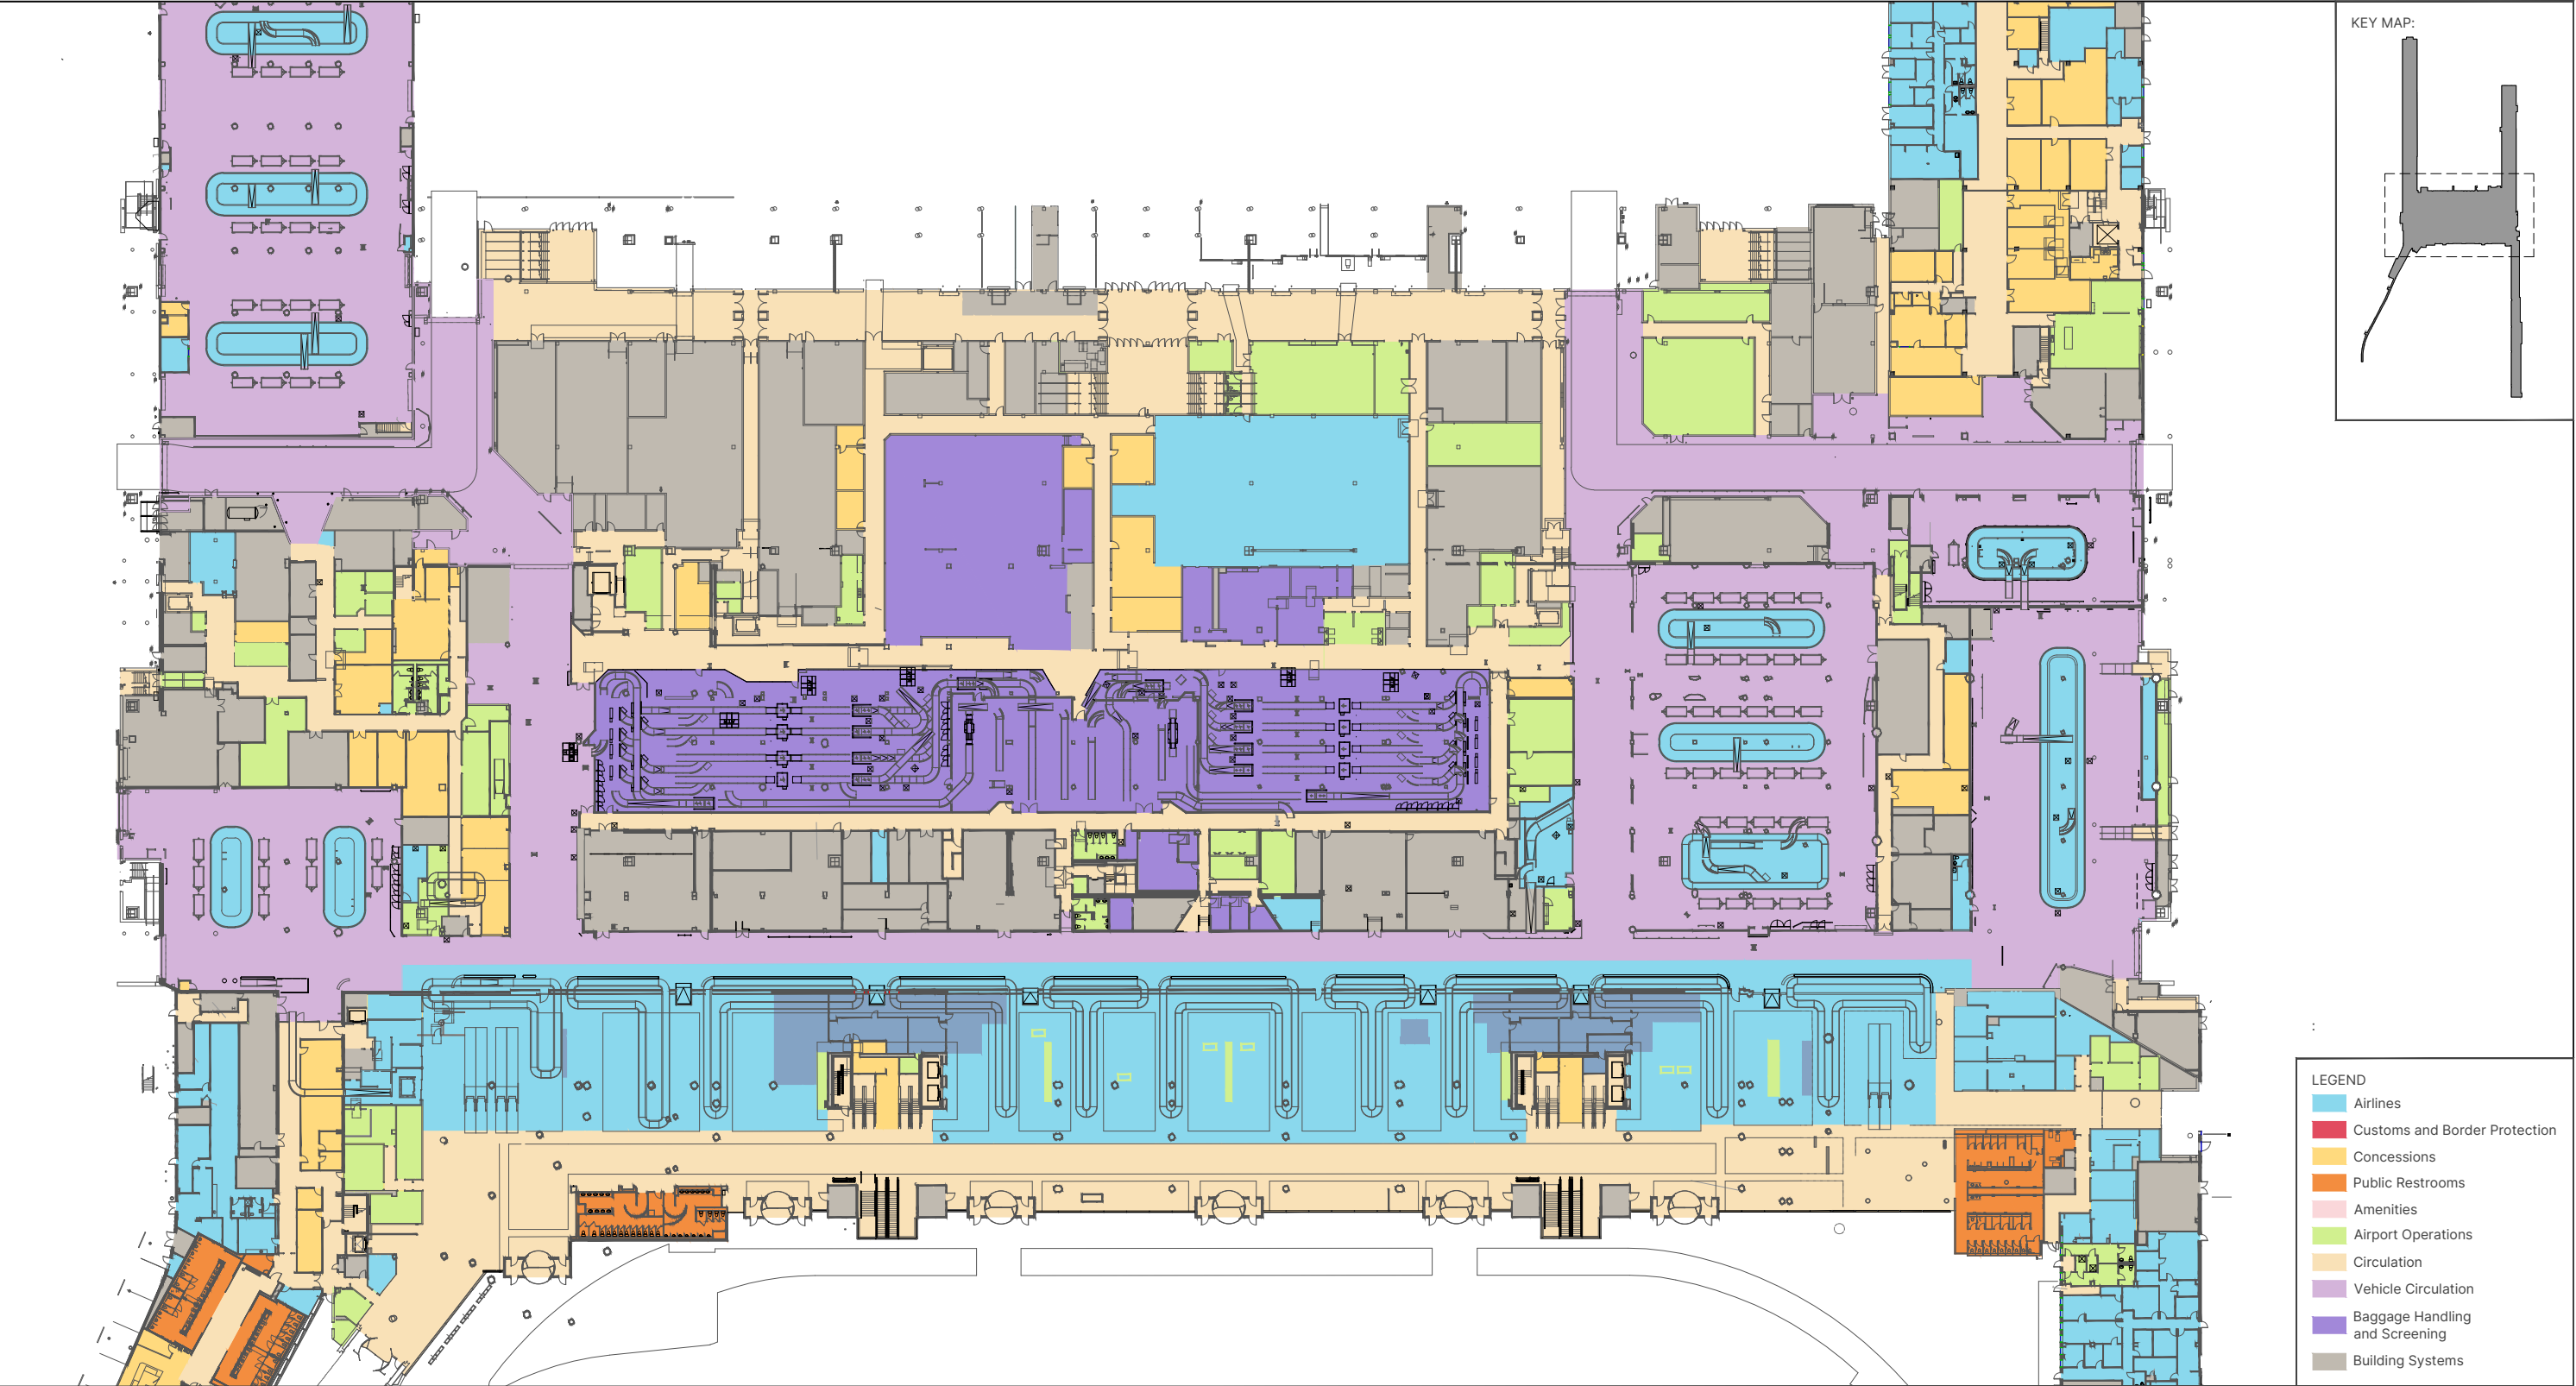 KEY MAP:
LEGEND
Airlines
Customs and Border Protection
Concessions
Public Restrooms
Amenities
Airport Operations
Circulation
Vehicle Circulation
Baggage Handling
and Screening
Building Systems